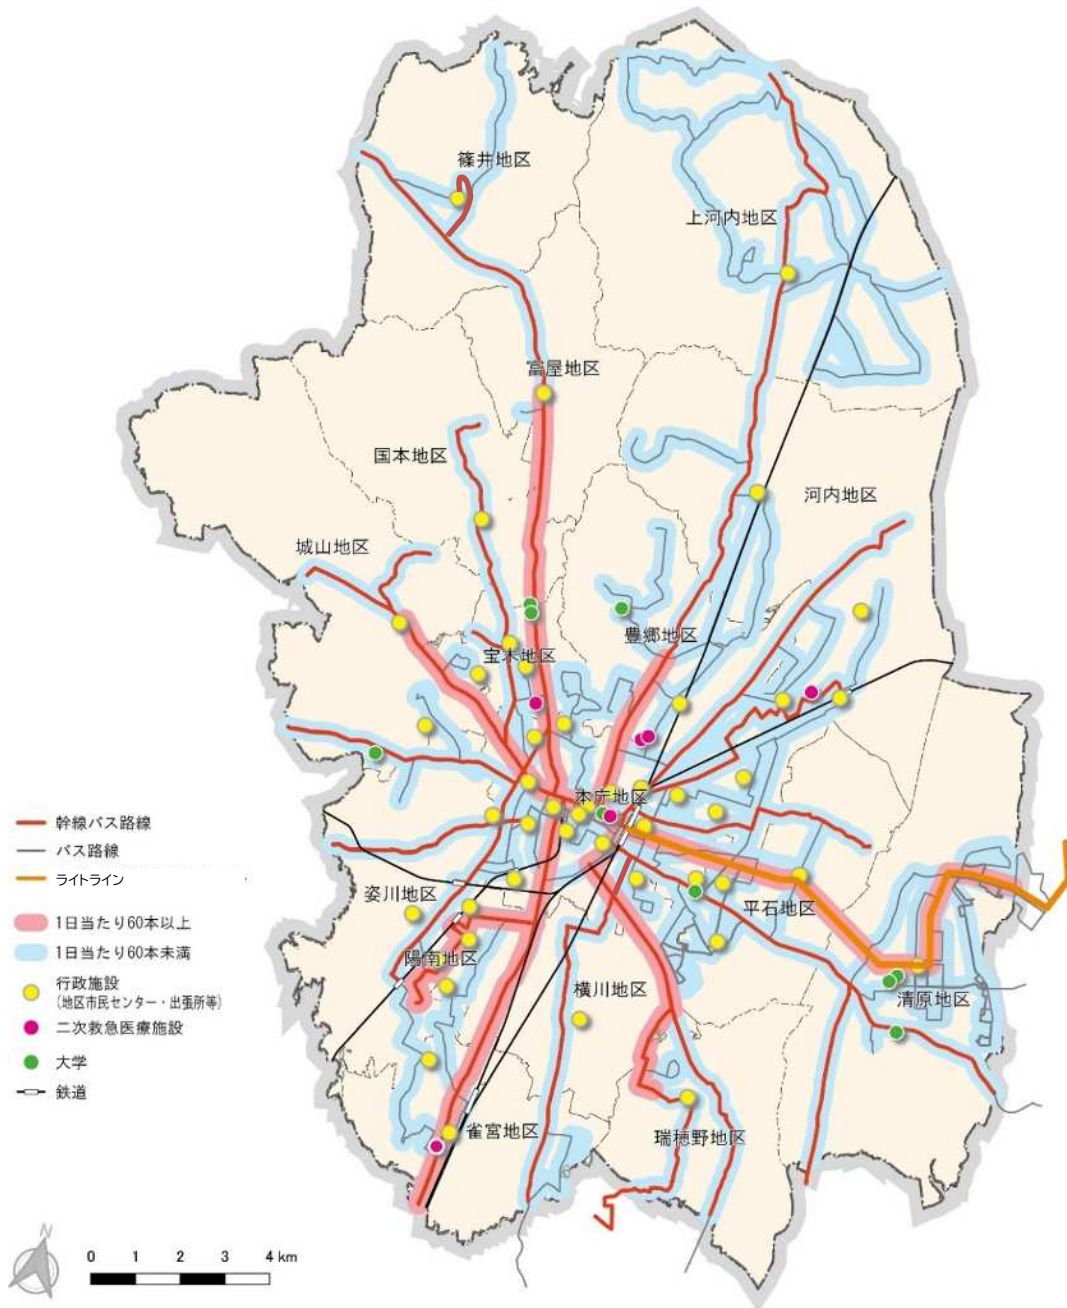 篠井地区
上河内地区
富屋地区
国本地区
河内地区
城山地区
豊郷地区
宝木地区
本庁地区
幹線バス路線
バス路線
ライトライン
1日当たり60本以上
1日当たり60本未満
行政施設
(地区市民センター・出張所等)
二次救急医療施設
大学
鉄道
姿川地区
平石地区
陽南地区
横川地区
清原地区
雀宮地区
瑞穂野地区
N
0 1 2 3 4 km